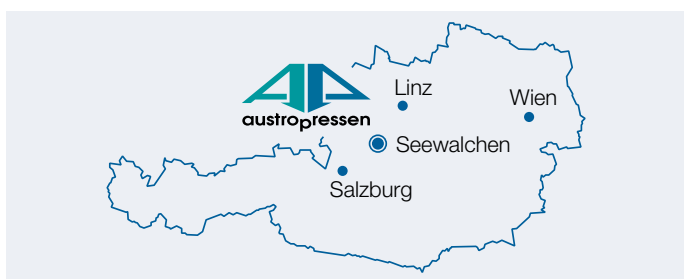 Linz
Wien
austropressen
Seewalchen
Salzburg